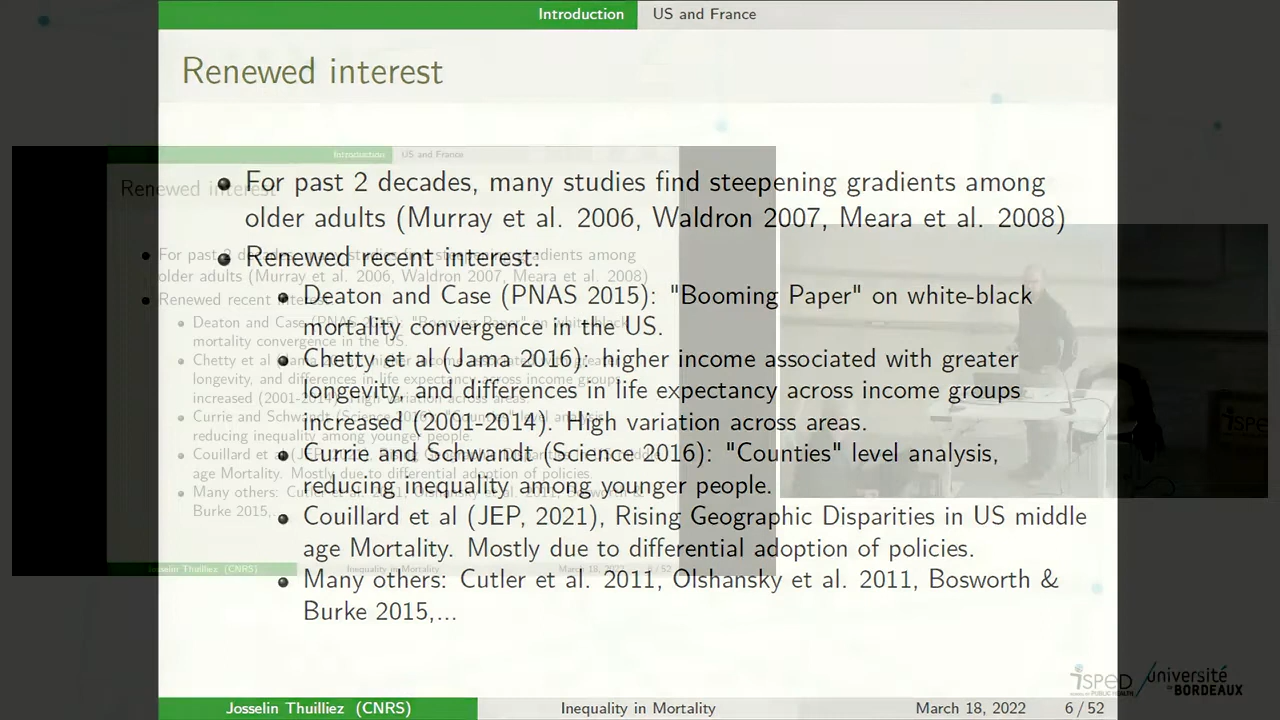 Introduction US and France
Renewed interest
For past 2 decades, many studies find steepening gradients among
older adults (Murray et al. 2006, Waldron 2007, Meara et al. 2008)
Renewed recent interest:
Deaton and Case (PNAS 2015): "Booming Paper" on white-black
mortality convergence in the US.
Chetty et al (Jama 2016): higher income associated with greater
longevity, and differences in life expectancy across income groups
increased (2001-2014). High variation across areas.
Currie and Schwandt (Science 2016): "Counties" level analysis,
reducing inequality among younger people.
Couillard et al (JEP, 2021), Rising Geographic Disparities in US middle
age Mortality. Mostly due to differential adoption of policies.
Many others: Cutler et al. 2011, Olshansky et al. 2011, Bosworth &
Burke 2015,...
Josselin Thuilliez (CNRS) Inequality in Mortality March 18, 2022 6 / 52
isped
université
de BORDEAUX